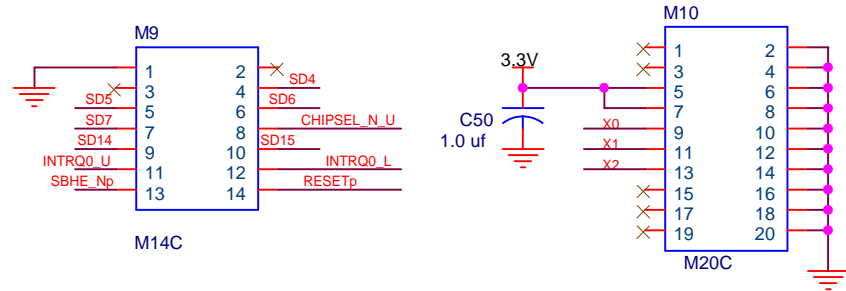 M9
M10
1 2
SD4
3 4
SD5 SD6
5 6
SD7 CHIPSEL_N_U
7 8
SD14 SD15
9 10
INTRQ0_U INTRQ0_L
11 12
SBHE_Np RESETp
13 14
M14C
3.3V
C50
1.0 uf
1 2
3 4
5 6
7 8
X0
9 10
X1
11 12
X2
13 14
15 16
17 18
19 20
M20C